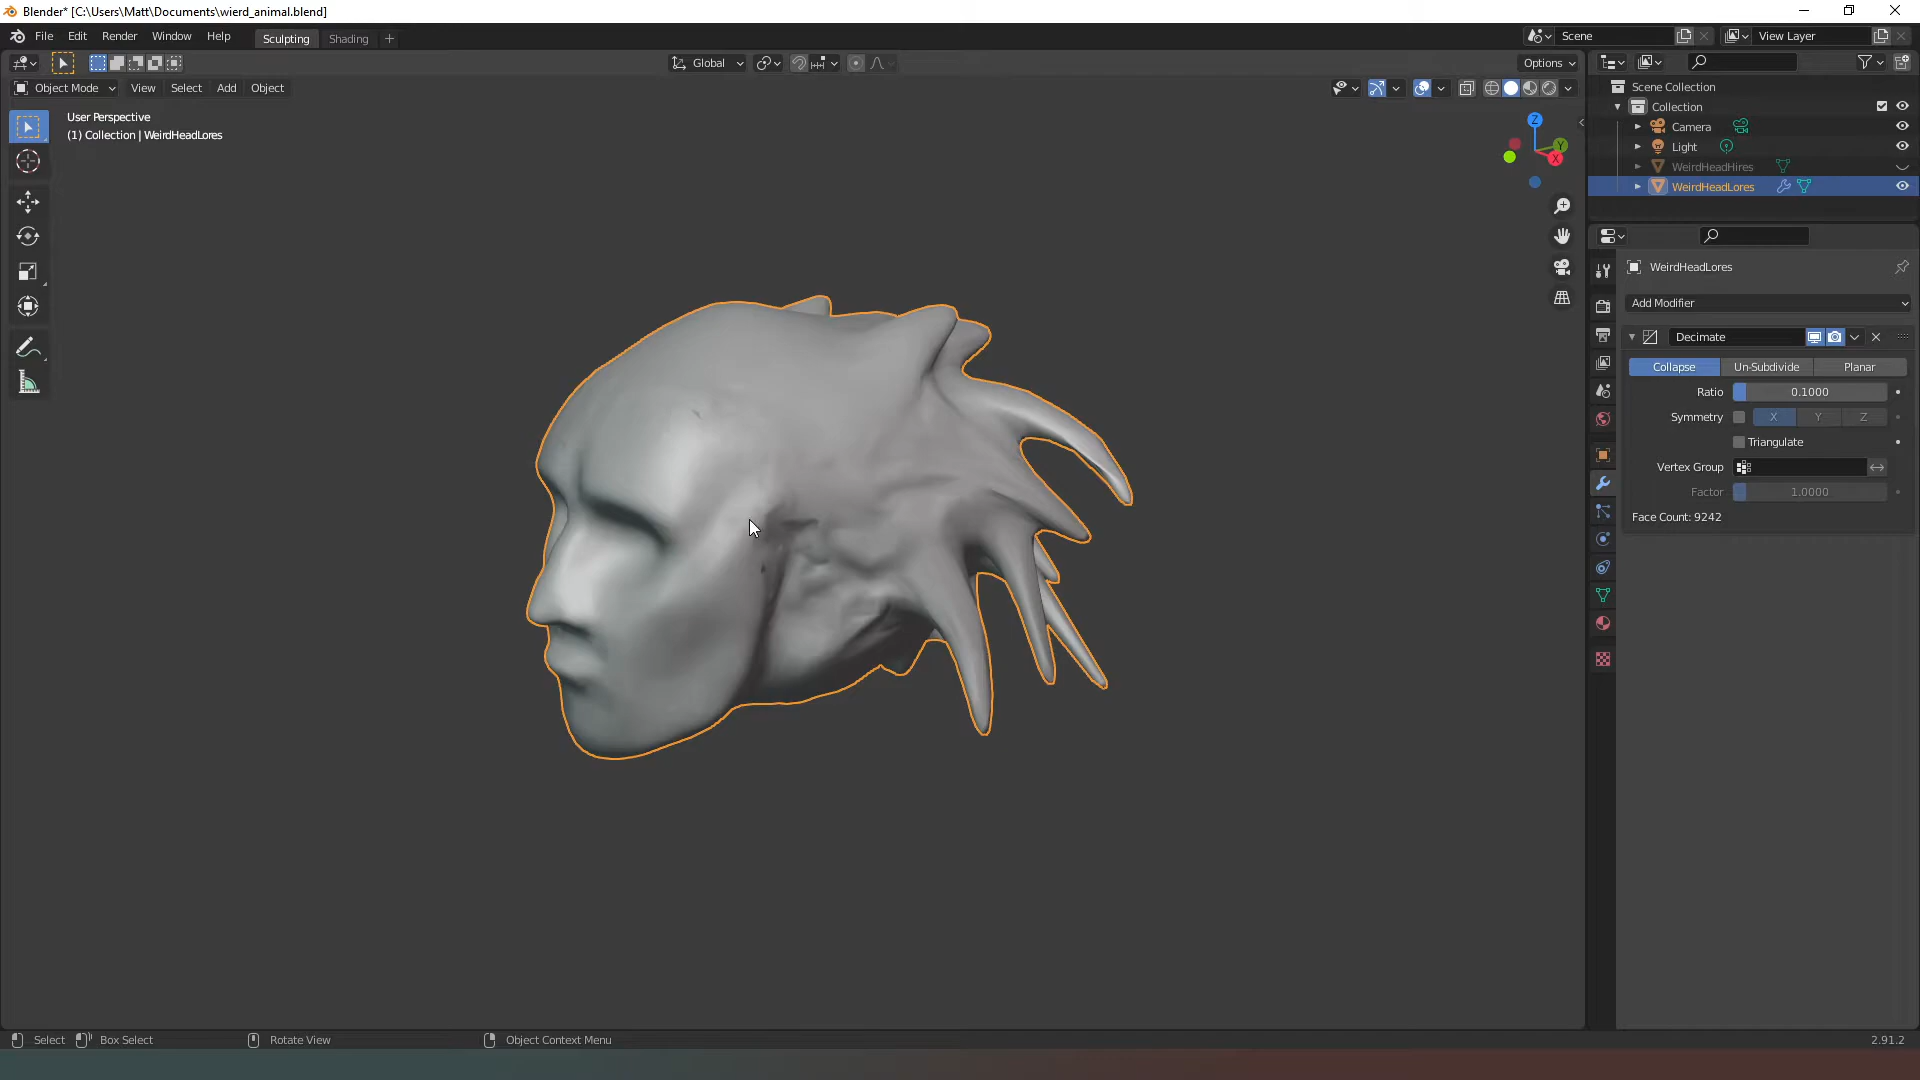 Blender* [C:\Users\Matt\Documents\wierd_animal.blend]
File Edit Render Window Help Sculpting Shading + Scene View Layer
Global Options
Object Mode View Select Add Object
User Perspective
(1) Collection | WeirdHeadLores
Z
Y
X
Scene Collection
Collection
Camera
Light
WeirdHeadHires
WeirdHeadLores
WeirdHeadLores
Add Modifier
Decimate
Collapse Un-Subdivide Planar
Ratio 0.1000
Symmetry X Y Z
Triangulate
Vertex Group
Factor 1.0000
Face Count: 9242
Select Box Select Rotate View Object Context Menu 2.91.2